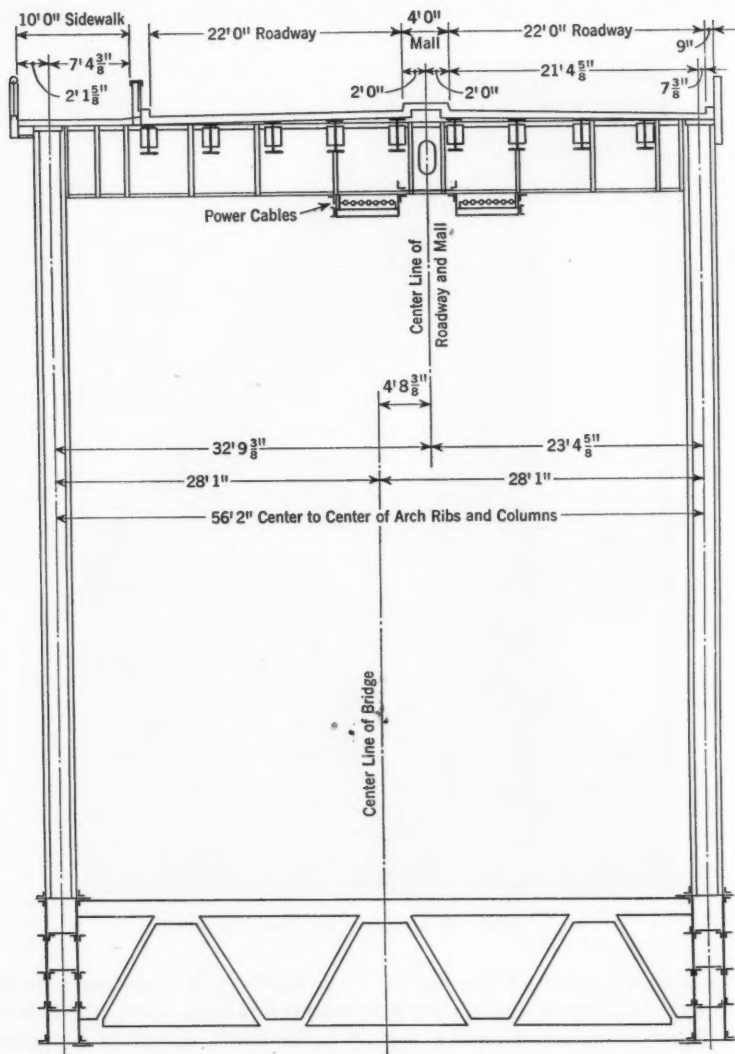 10' 0" Sidewalk
4' 0"
Mall
22' 0" Roadway
22' 0" Roadway
9"
7' 4 3/8"
21' 4 5/8"
2' 1 5/8"
2' 0"
2' 0"
7 3/8"
Power Cables
Center Line of
Roadway and Mall
4' 8 3/8"
32' 9 3/8"
23' 4 5/8"
28' 1"
28' 1"
56' 2" Center to Center of Arch Ribs and Columns
Center Line of Bridge